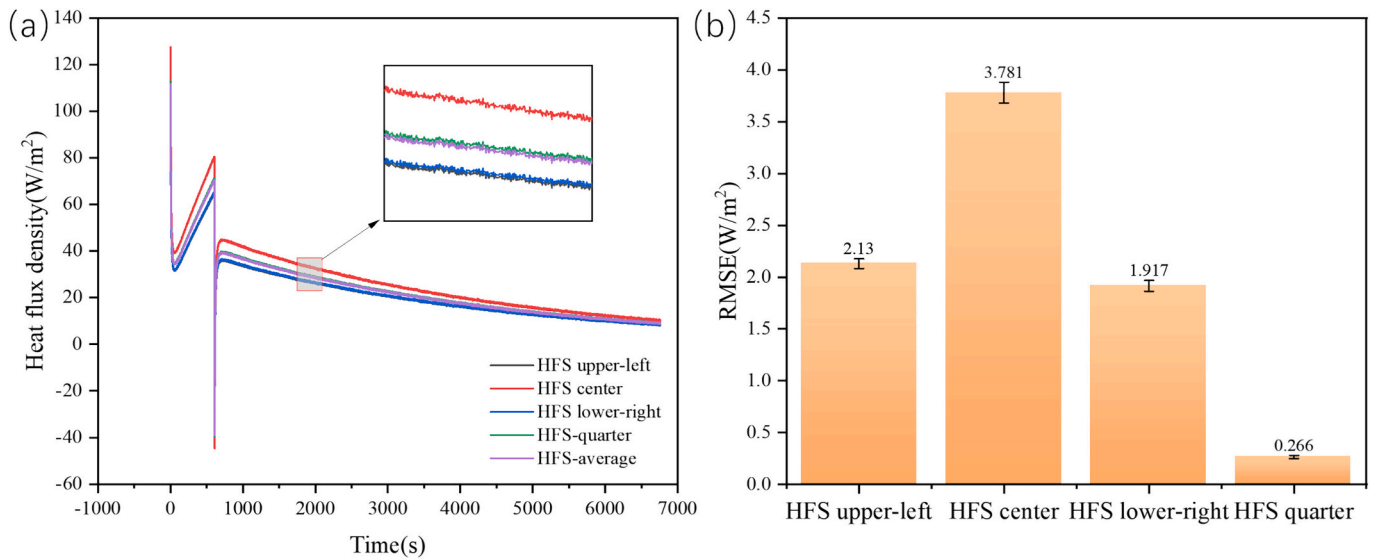 (a)
140
120
100
80
60
40
20
0
-20
-40
-60
Heat flux density(W/m²)
-1000 0 1000 2000 3000 4000 5000 6000 7000
Time(s)
HFS upper-left
HFS center
HFS lower-right
HFS-quarter
HFS-average
(b)
4.5
4.0
3.5
3.0
2.5
2.0
1.5
1.0
0.5
0.0
RMSE(W/m²)
2.13
3.781
1.917
0.266
HFS upper-left HFS center HFS lower-right HFS quarter